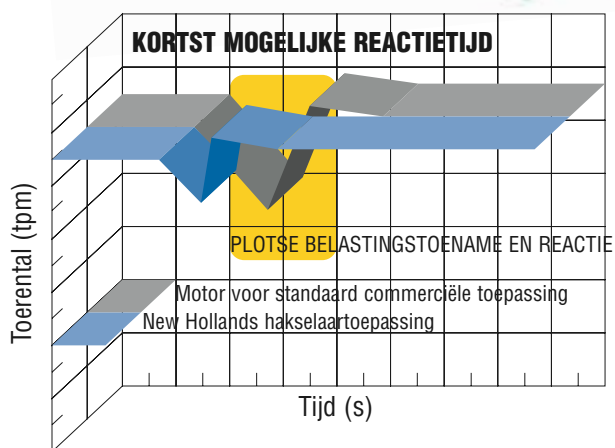 KORTST MOGELIJKE REACTIETIJD
Toerental (tpm)
PLOTSE BELASTINGSTOENAME EN REACTIE
Motor voor standaard commerciële toepassing
New Hollands hakselaartoepassing
Tijd (s)